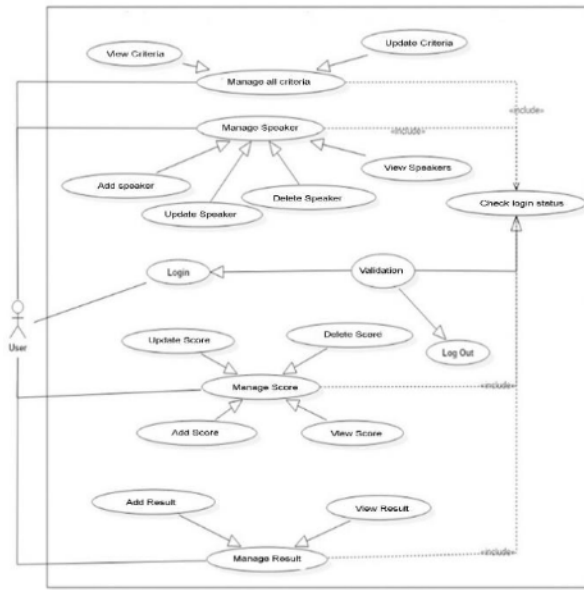 Update Criteria
View Criteria
Manage all criteria
«include»
Manage Speaker
«include»
View Speakers
Add speaker
Delete Speaker
Update Speaker
Check login status
Login
Validation
User
Update Score
Delete Score
Log Out
Manage Score
«include»
Add Score
View Score
Add Result
View Result
Manage Result
«include»